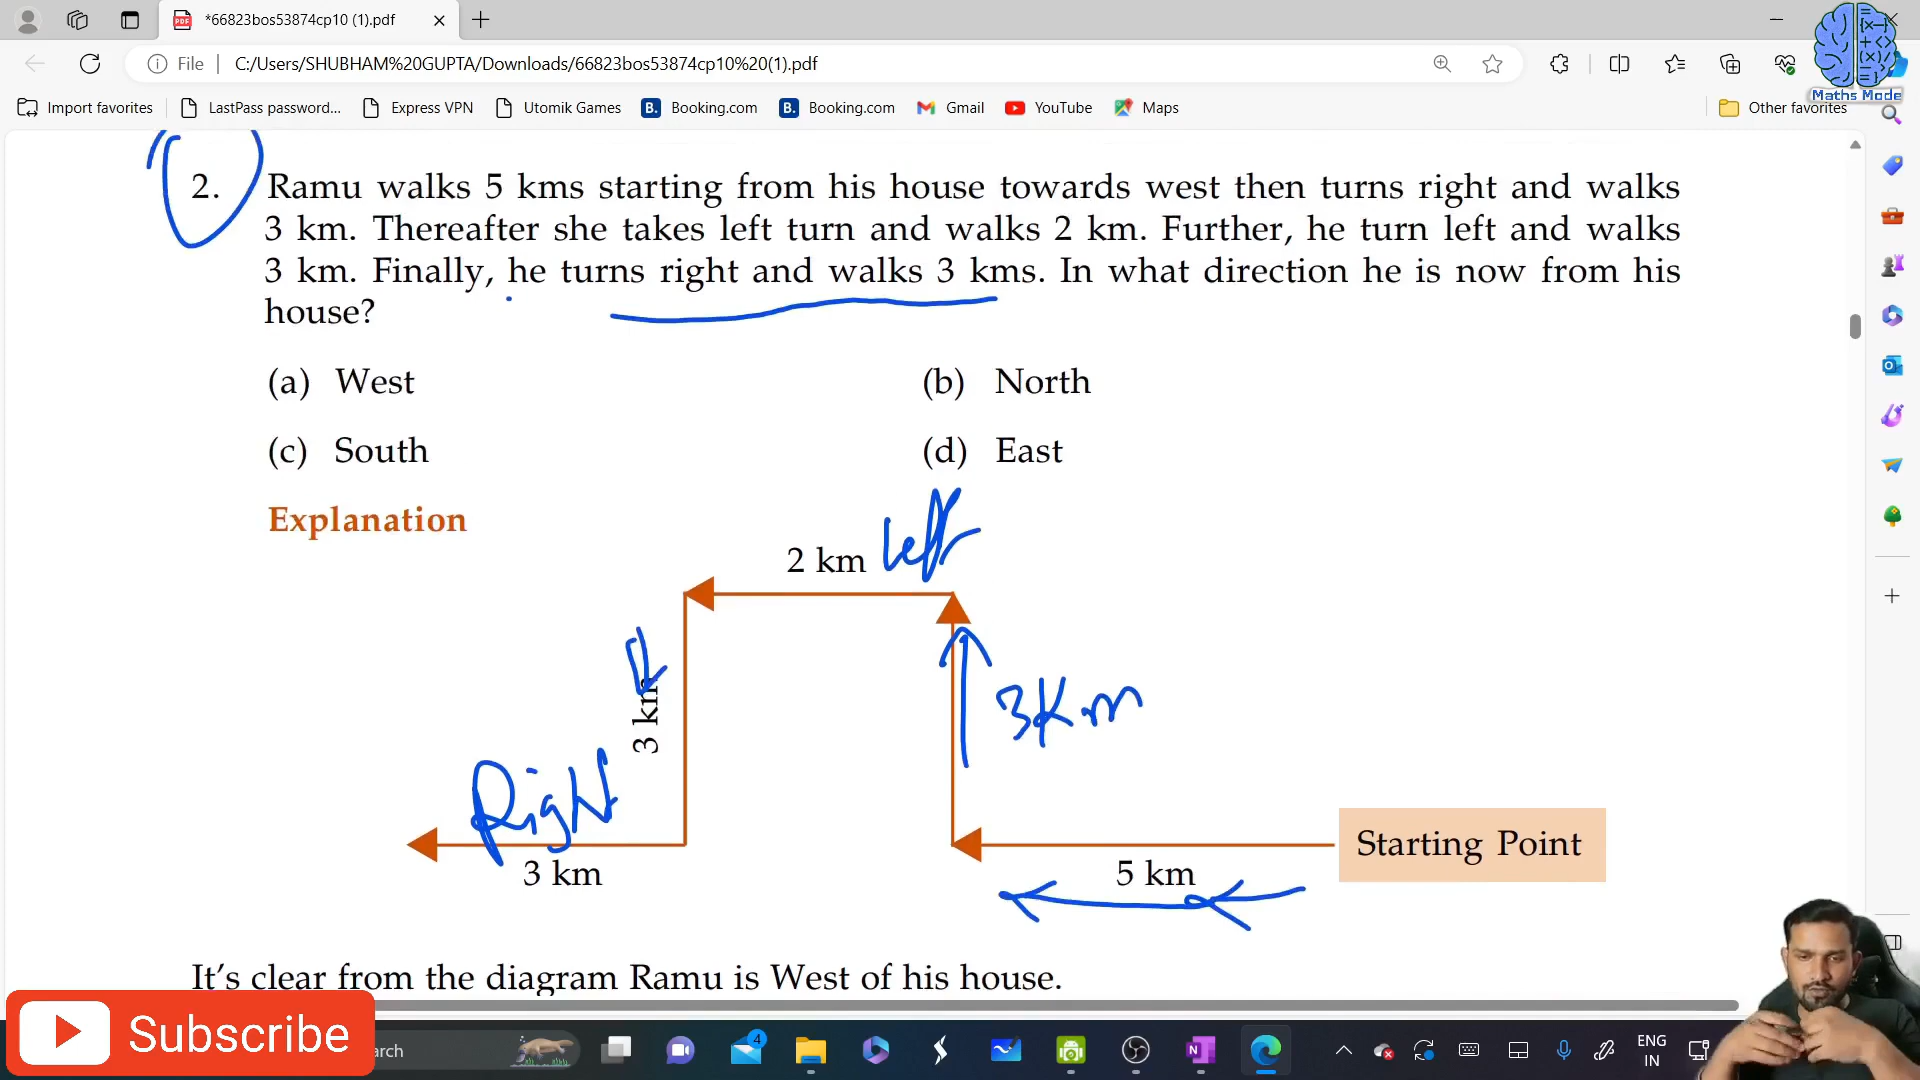 *66823bos53874cp10 (1).pdf
File
C:/Users/SHUBHAM%20GUPTA/Downloads/66823bos53874cp10%20(1).pdf
Maths Mode
Import favorites
LastPass password...
Express VPN
Utomik Games
Booking.com
Booking.com
Gmail
YouTube
Maps
Other favorites
2. Ramu walks 5 kms starting from his house towards west then turns right and walks
3 km. Thereafter she takes left turn and walks 2 km. Further, he turn left and walks
3 km. Finally, he turns right and walks 3 kms. In what direction he is now from his
house?
(a) West
(b) North
(c) South
(d) East
Explanation
2 km
Left
3 km
3Km
Right
3 km
5 km
Starting Point
It's clear from the diagram Ramu is West of his house.
Subscribe
arch
4
ENG
IN